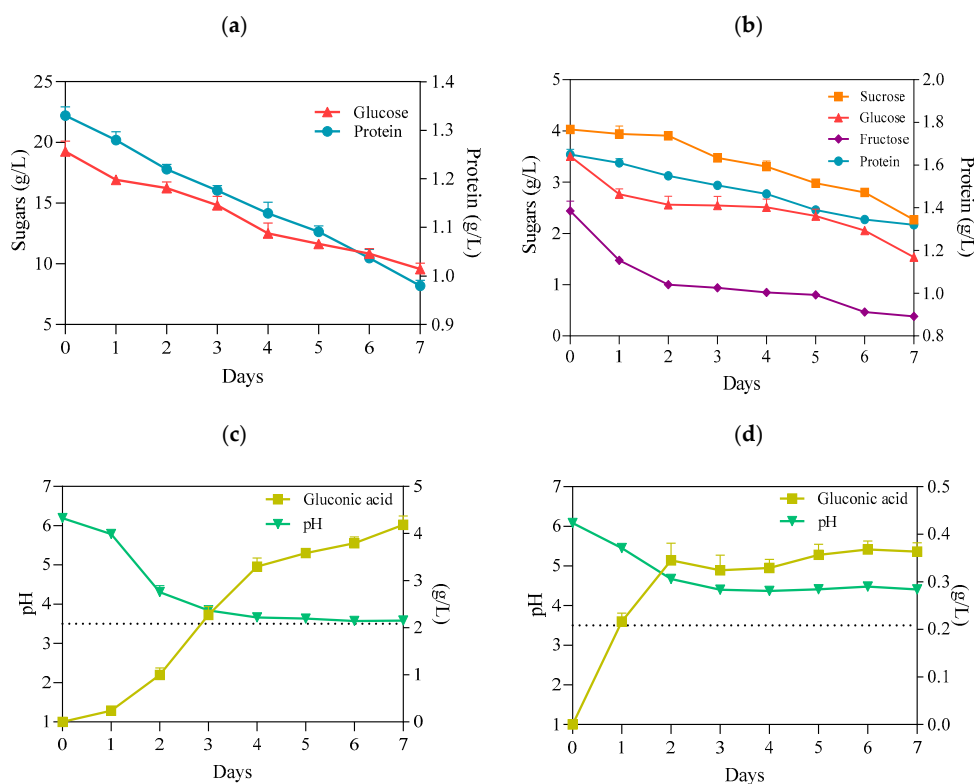 (a)
Sugars (g/L)
25
20
15
10
5
Glucose
Protein
1.4
1.3
1.2
1.1
1.0
0.9
Protein (g/L)
0 1 2 3 4 5 6 7
Days
(b)
Sugars (g/L)
5
4
3
2
1
0
Sucrose
Glucose
Fructose
Protein
2.0
1.8
1.6
1.4
1.2
1.0
0.8
Protein (g/L)
0 1 2 3 4 5 6 7
Days
(c)
pH
7
6
5
4
3
2
1
Gluconic acid
pH
5
4
3
2
1
0
(g/L)
0 1 2 3 4 5 6 7
Days
(d)
pH
7
6
5
4
3
2
1
Gluconic acid
pH
0.5
0.4
0.3
0.2
0.1
0.0
(g/L)
0 1 2 3 4 5 6 7
Days